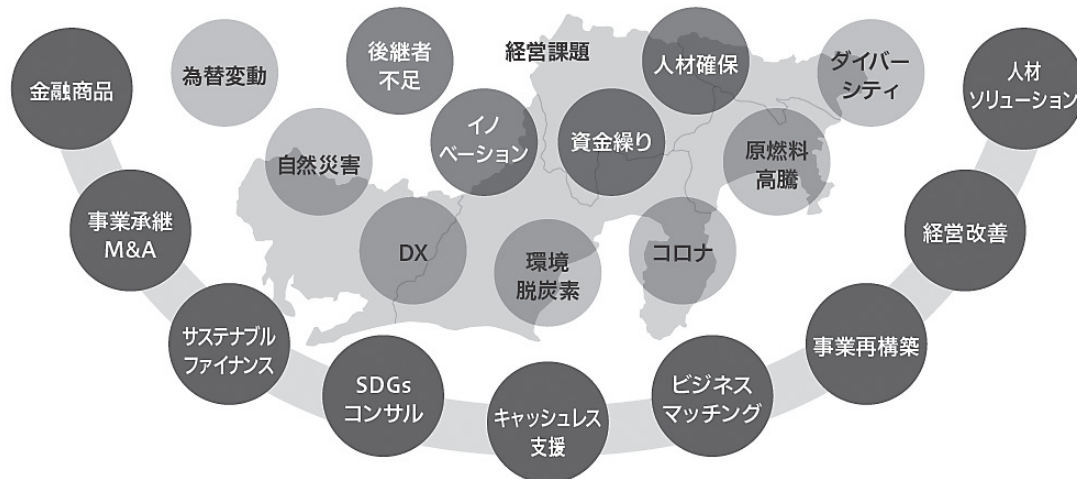 経営課題
為替変動
後継者
不足
人材確保
ダイバー
シティ
自然災害
イノ
ベーション
資金繰り
原燃料
高騰
DX
環境
脱炭素
コロナ
金融商品
事業承継
M&A
サステナブル
ファイナンス
SDGs
コンサル
キャッシュレス
支援
ビジネス
マッチング
事業再構築
経営改善
人材
ソリューション